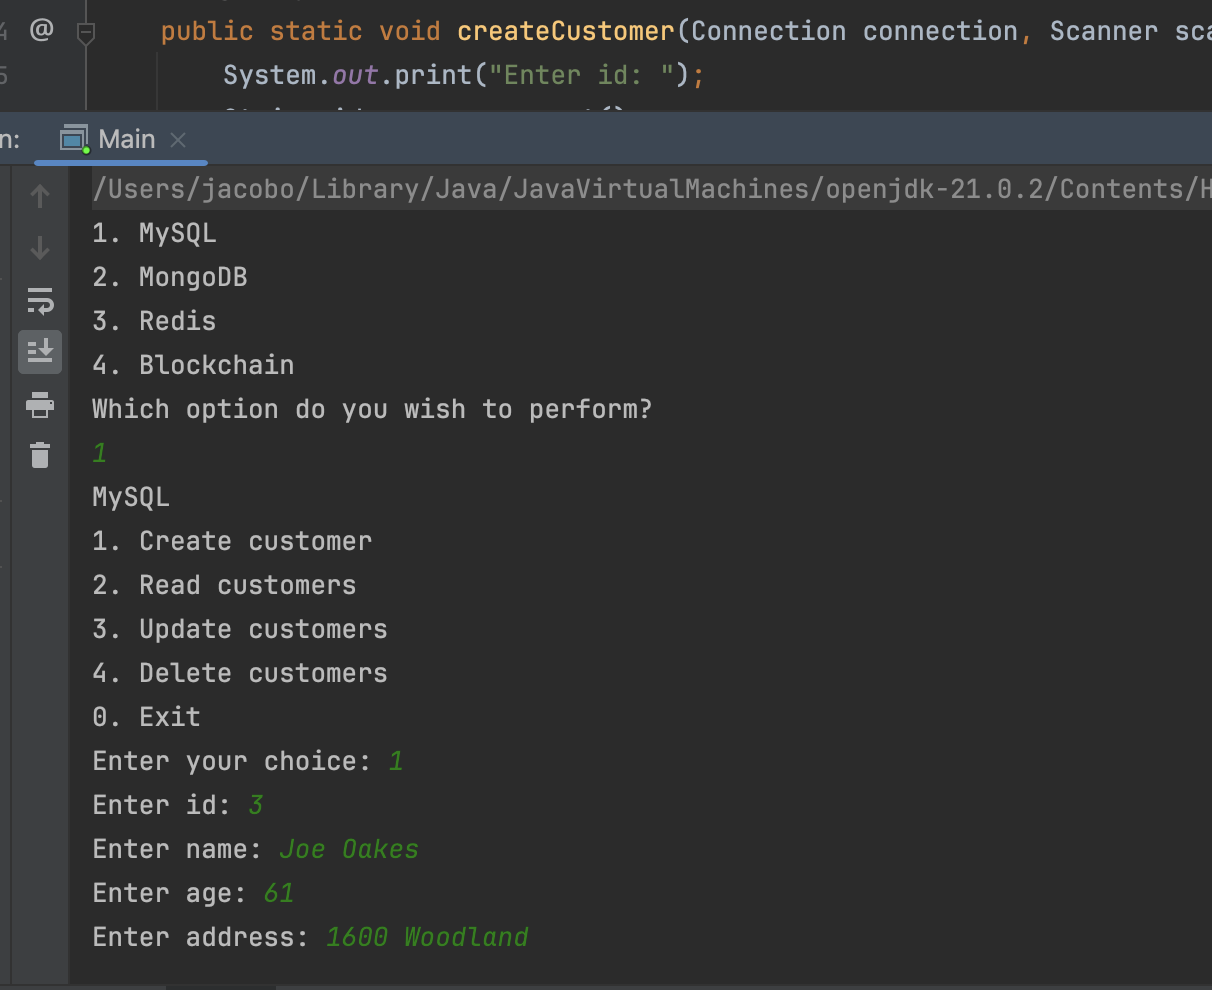 4 @ public static void createCustomer(Connection connection, Scanner sca
5 System.out.print("Enter id: ");
n: Main
/Users/jacobo/Library/Java/JavaVirtualMachines/openjdk-21.0.2/Contents/H
1. MySQL
2. MongoDB
3. Redis
4. Blockchain
Which option do you wish to perform?
1
MySQL
1. Create customer
2. Read customers
3. Update customers
4. Delete customers
0. Exit
Enter your choice: 1
Enter id: 3
Enter name: Joe Oakes
Enter age: 61
Enter address: 1600 Woodland